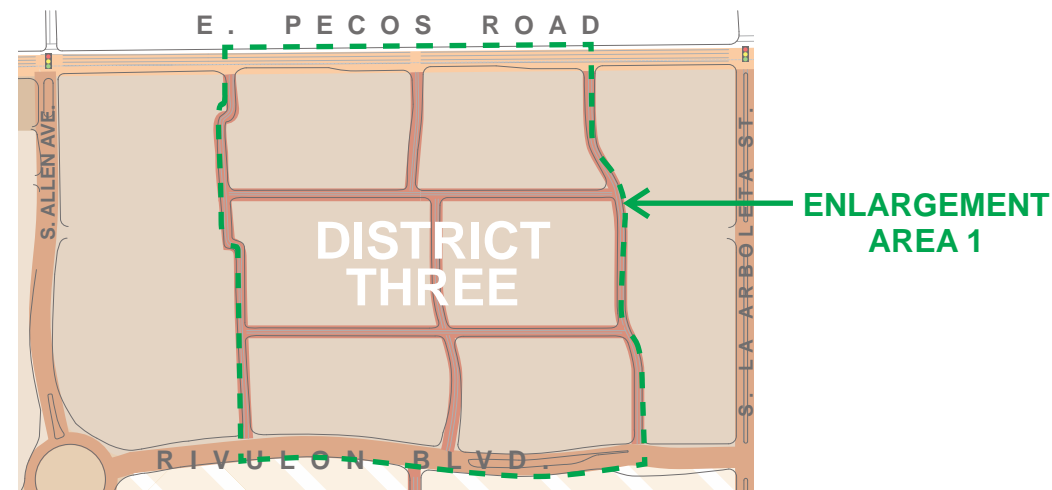 E. PECOS ROAD
S. ALLEN AVE.
S. LA ARBOLETA ST.
DISTRICT
THREE
ENLARGEMENT
AREA 1
RIVULON BLVD.